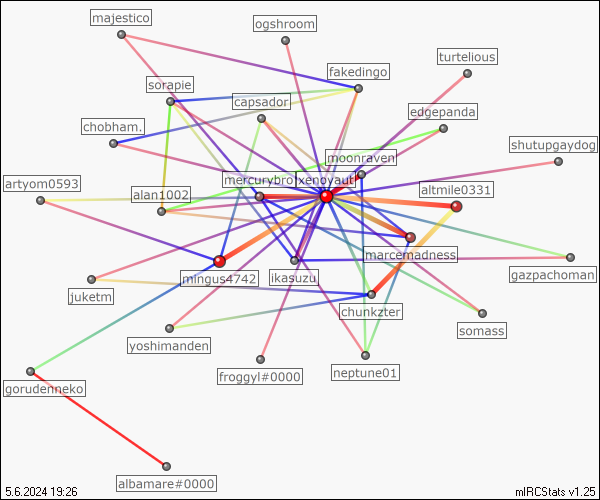 majestico
ogshroom
turtelious
fakedingo
sorapie
capsador
edgepanda
chobham.
shutupgaydog
moonraven
artyom0593
mercurybro
xenoyaut
altmile0331
alan1002
marcemadness
mingus4742
ikasuzu
gazpachoman
juketm
chunkzter
somass
yoshimanden
froggyl#0000
neptune01
gorudenneko
albamare#0000
5.6.2024 19:26
mIRCStats v1.25